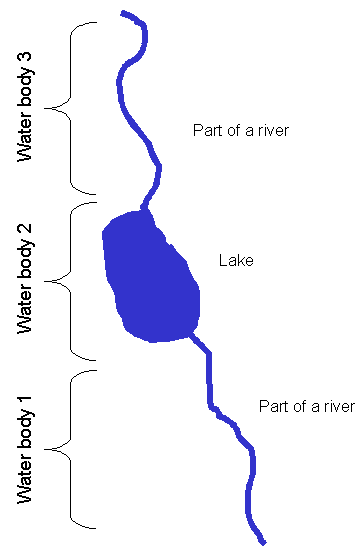 Water body 3
Part of a river
Water body 2
Lake
Water body 1
Part of a river